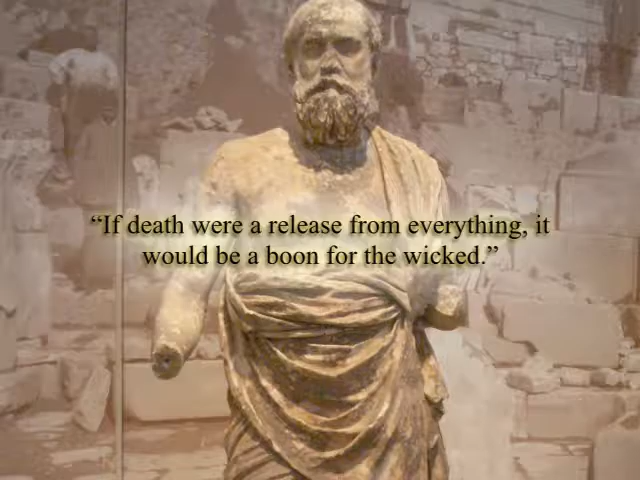 “If death were a release from everything, it
would be a boon for the wicked.”